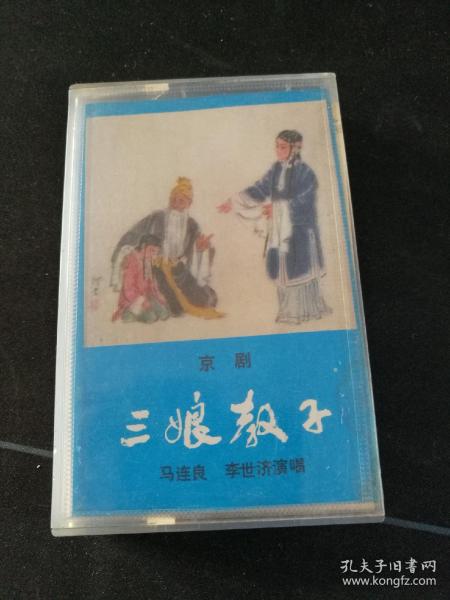 京 剧
三娘教子
马连良 李世济演唱
孔夫子旧书网
www.kongfz.com